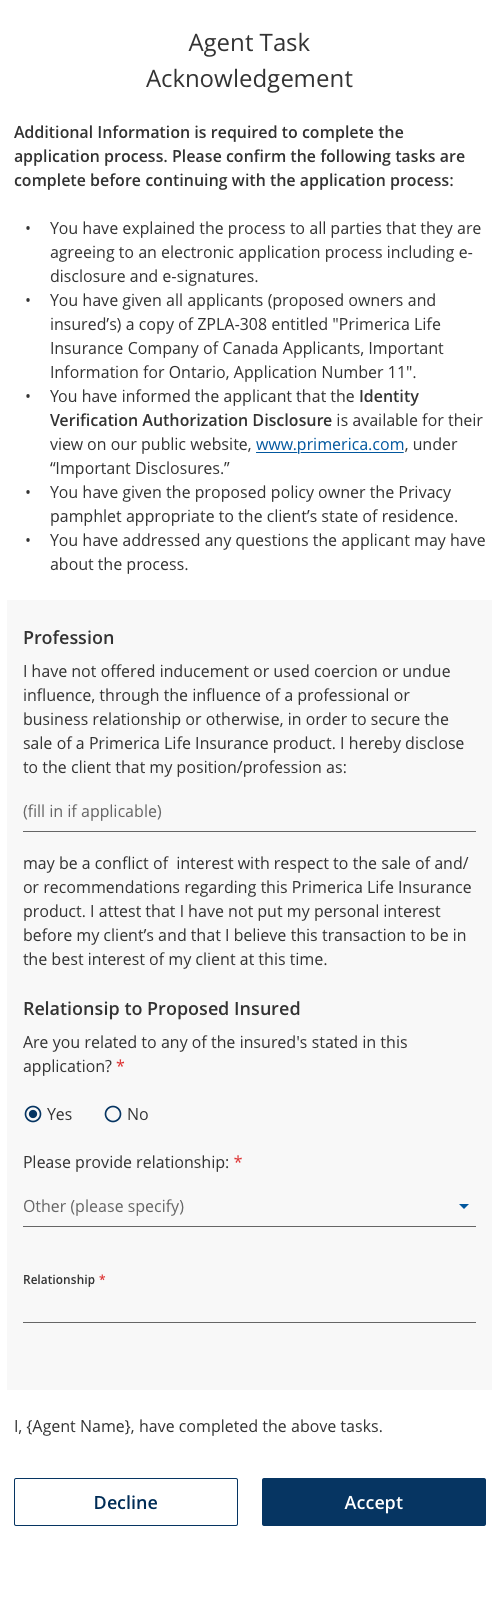 Agent Task
Acknowledgement
Additional Information is required to complete the
application process. Please confirm the following tasks are
complete before continuing with the application process:
• You have explained the process to all parties that they are
agreeing to an electronic application process including e-
disclosure and e-signatures.
• You have given all applicants (proposed owners and
insured’s) a copy of ZPLA-308 entitled "Primerica Life
Insurance Company of Canada Applicants, Important
Information for Ontario, Application Number 11".
• You have informed the applicant that the Identity
Verification Authorization Disclosure is available for their
view on our public website, www.primerica.com, under
“Important Disclosures.”
• You have given the proposed policy owner the Privacy
pamphlet appropriate to the client’s state of residence.
• You have addressed any questions the applicant may have
about the process.
Profession
I have not offered inducement or used coercion or undue
influence, through the influence of a professional or
business relationship or otherwise, in order to secure the
sale of a Primerica Life Insurance product. I hereby disclose
to the client that my position/profession as:
(fill in if applicable)
may be a conflict of  interest with respect to the sale of and/
or recommendations regarding this Primerica Life Insurance
product. I attest that I have not put my personal interest
before my client’s and that I believe this transaction to be in
the best interest of my client at this time.
Relationsip to Proposed Insured
Are you related to any of the insured's stated in this
application? *
Yes No
Please provide relationship: *
Other (please specify)
Relationship *
I, {Agent Name}, have completed the above tasks.
Decline Accept